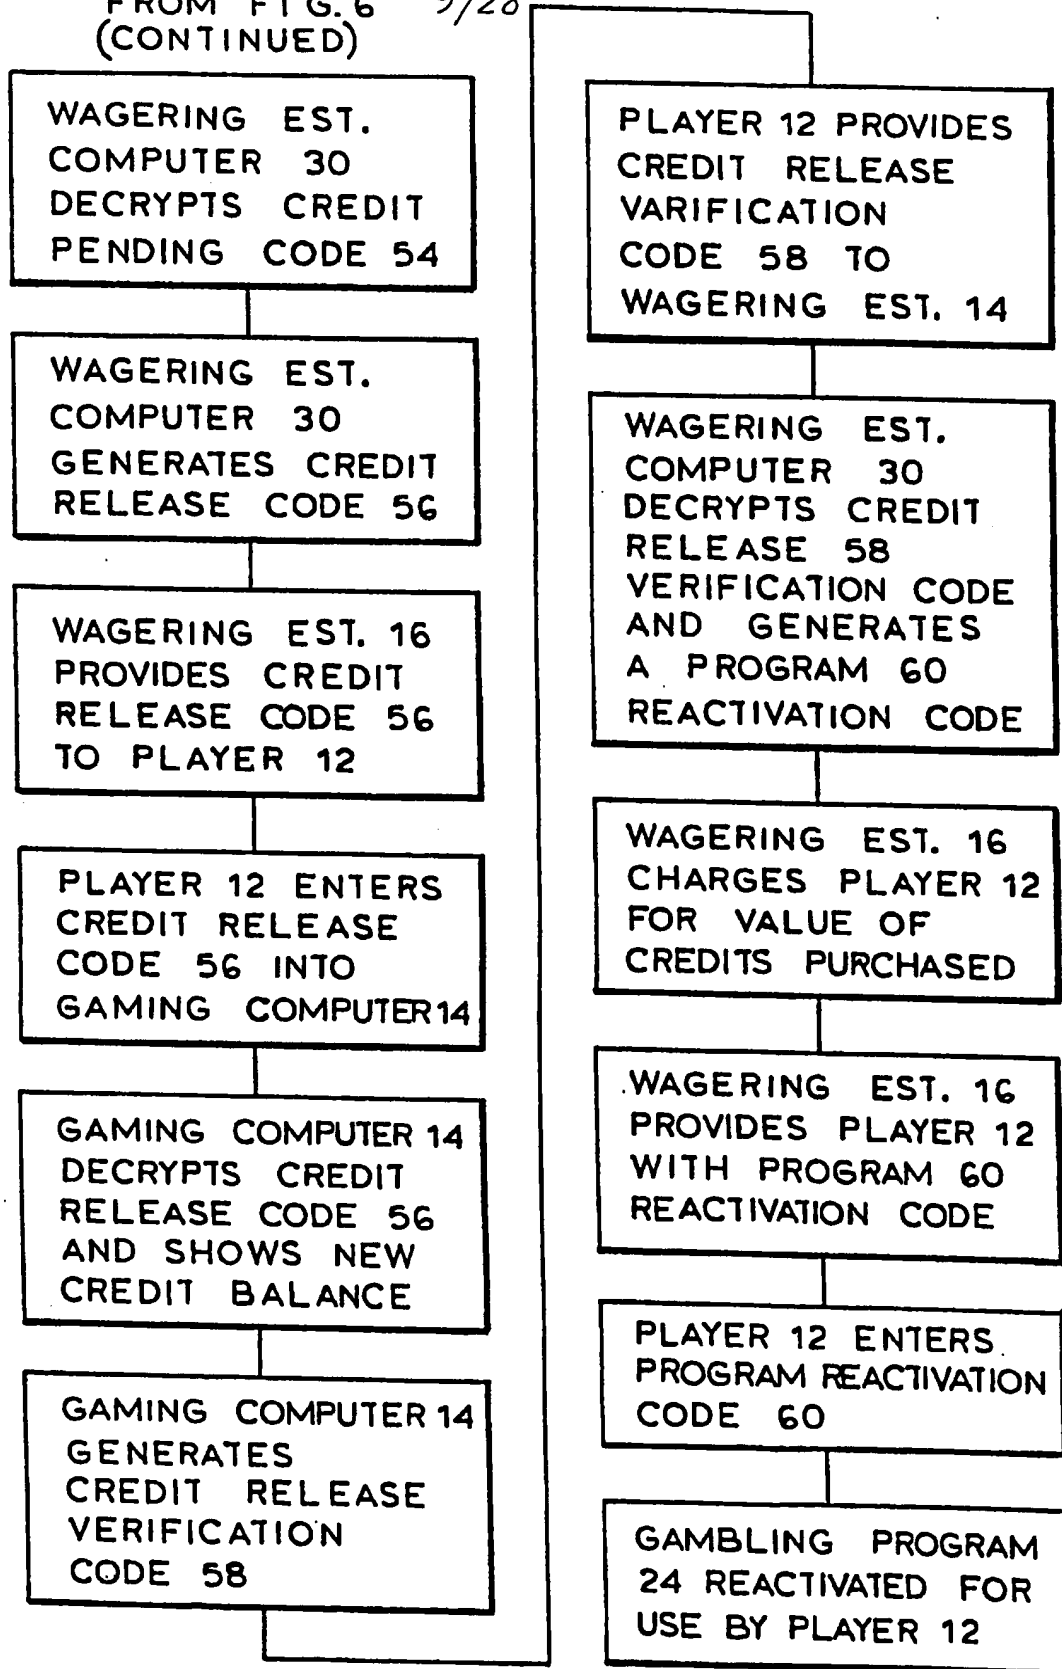 FROM FIG. 6
(CONTINUED)
9/20
WAGERING EST.
COMPUTER 30
DECRYPTS CREDIT
PENDING CODE 54
WAGERING EST.
COMPUTER 30
GENERATES CREDIT
RELEASE CODE 56
WAGERING EST. 16
PROVIDES CREDIT
RELEASE CODE 56
TO PLAYER 12
PLAYER 12 ENTERS
CREDIT RELEASE
CODE 56 INTO
GAMING COMPUTER 14
GAMING COMPUTER 14
DECRYPTS CREDIT
RELEASE CODE 56
AND SHOWS NEW
CREDIT BALANCE
GAMING COMPUTER 14
GENERATES
CREDIT RELEASE
VERIFICATION
CODE 58
PLAYER 12 PROVIDES
CREDIT RELEASE
VARIFICATION
CODE 58 TO
WAGERING EST. 14
WAGERING EST.
COMPUTER 30
DECRYPTS CREDIT
RELEASE 58
VERIFICATION CODE
AND GENERATES
A PROGRAM 60
REACTIVATION CODE
WAGERING EST. 16
CHARGES PLAYER 12
FOR VALUE OF
CREDITS PURCHASED
WAGERING EST. 16
PROVIDES PLAYER 12
WITH PROGRAM 60
REACTIVATION CODE
PLAYER 12 ENTERS
PROGRAM REACTIVATION
CODE 60
GAMBLING PROGRAM
24 REACTIVATED FOR
USE BY PLAYER 12